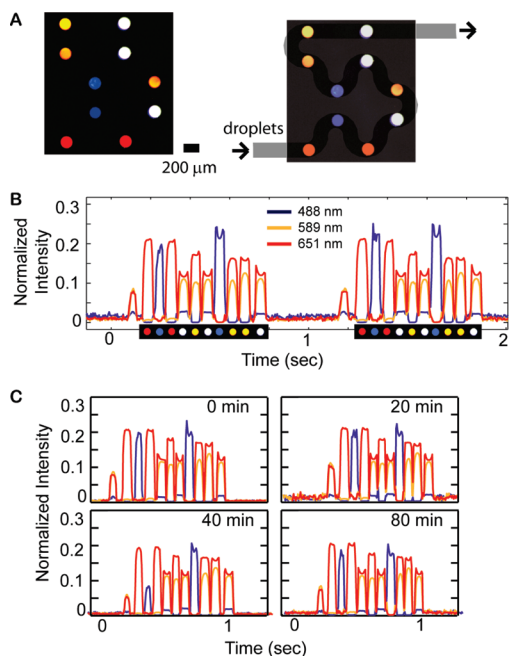 A
droplets
200 μm
B
Normalized
Intensity
0.3
0.2
0.1
0
488 nm
589 nm
651 nm
0
1
2
Time (sec)
C
Normalized Intensity
0.3
0.2
0.1
0
0 min
20 min
0.3
0.2
0.1
0
40 min
80 min
0
1
0
1
Time (sec)